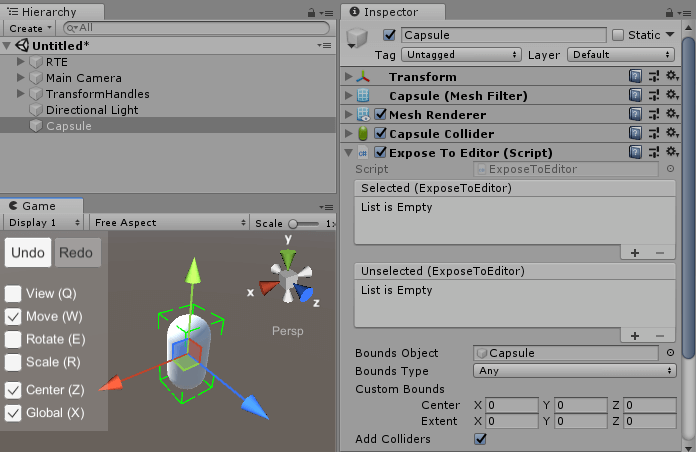 Hierarchy
Create
All
Untitled*
RTE
Main Camera
TransformHandles
Directional Light
Capsule
Game
Display 1
Free Aspect
Scale
1x
Undo
Redo
View (Q)
Move (W)
Rotate (E)
Scale (R)
Center (Z)
Global (X)
y
x
z
Persp
Inspector
Capsule
Static
Tag
Untagged
Layer
Default
Transform
Capsule (Mesh Filter)
Mesh Renderer
Capsule Collider
C#
Expose To Editor (Script)
Script
ExposeToEditor
Selected (ExposeToEditor)
List is Empty
+ −
Unselected (ExposeToEditor)
List is Empty
+ −
Bounds Object
Capsule
Bounds Type
Any
Custom Bounds
Center X 0 Y 0 Z 0
Extent X 0 Y 0 Z 0
Add Colliders